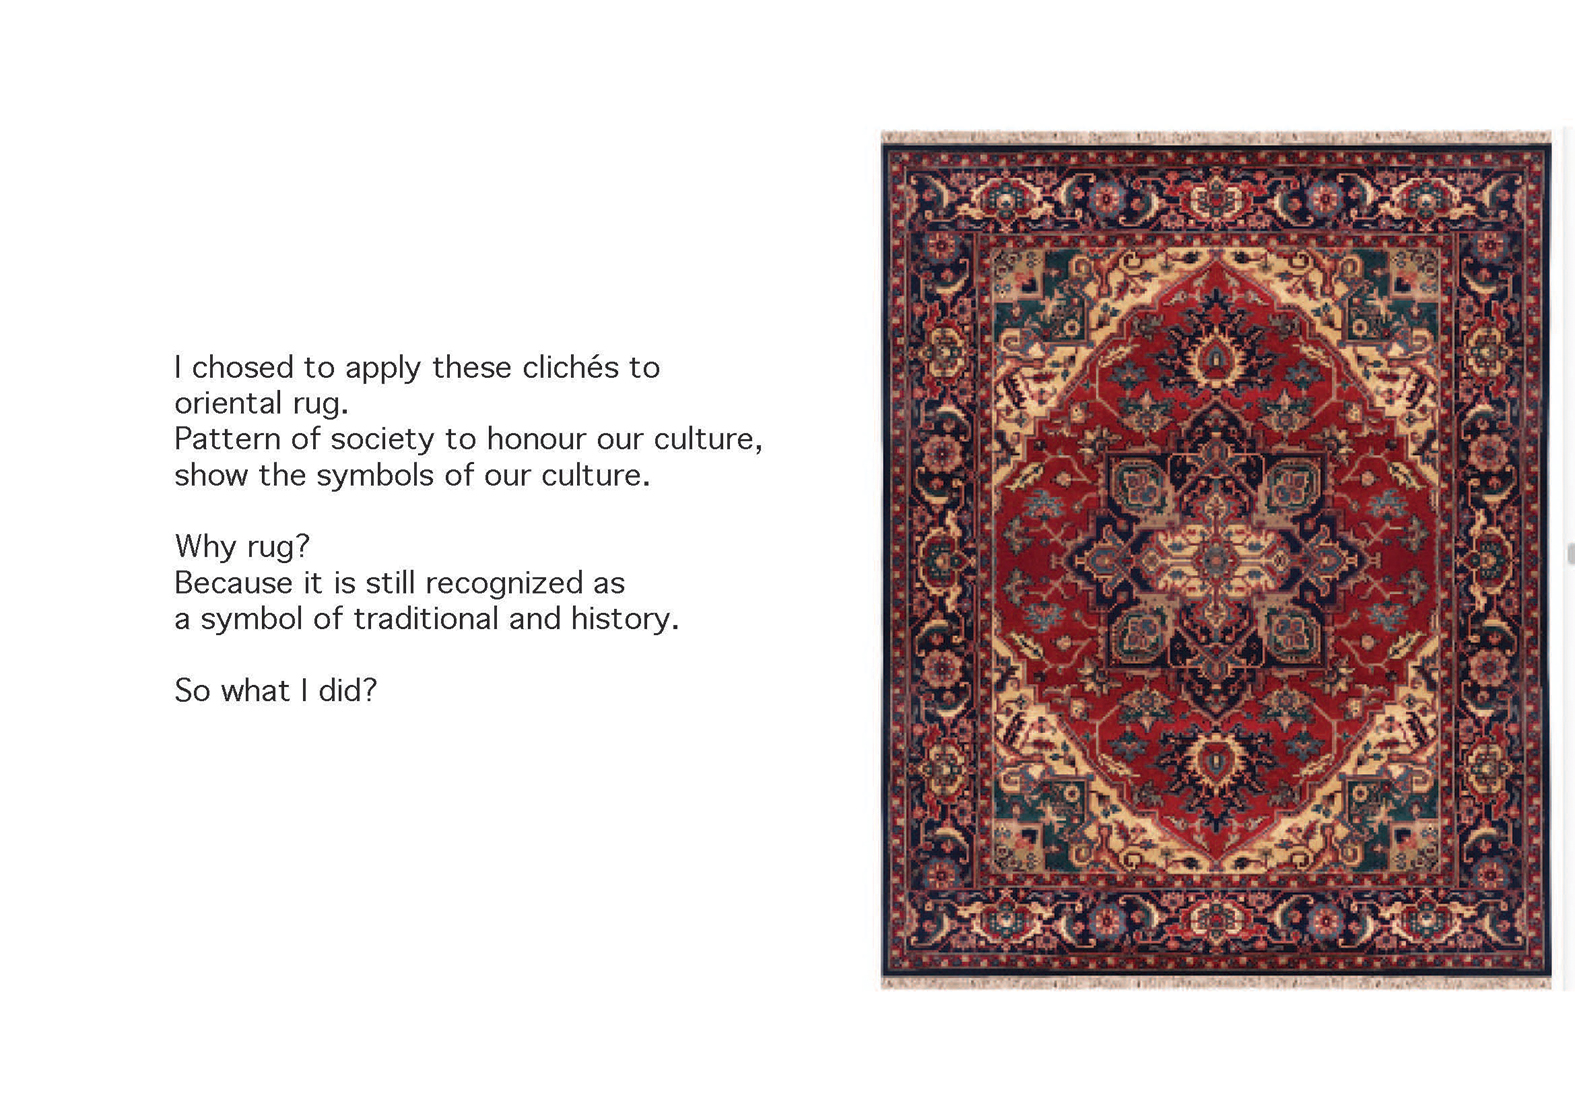 I chosed to apply these clichés to
oriental rug.
Pattern of society to honour our culture,
show the symbols of our culture.
Why rug?
Because it is still recognized as
a symbol of traditional and history.
So what I did?